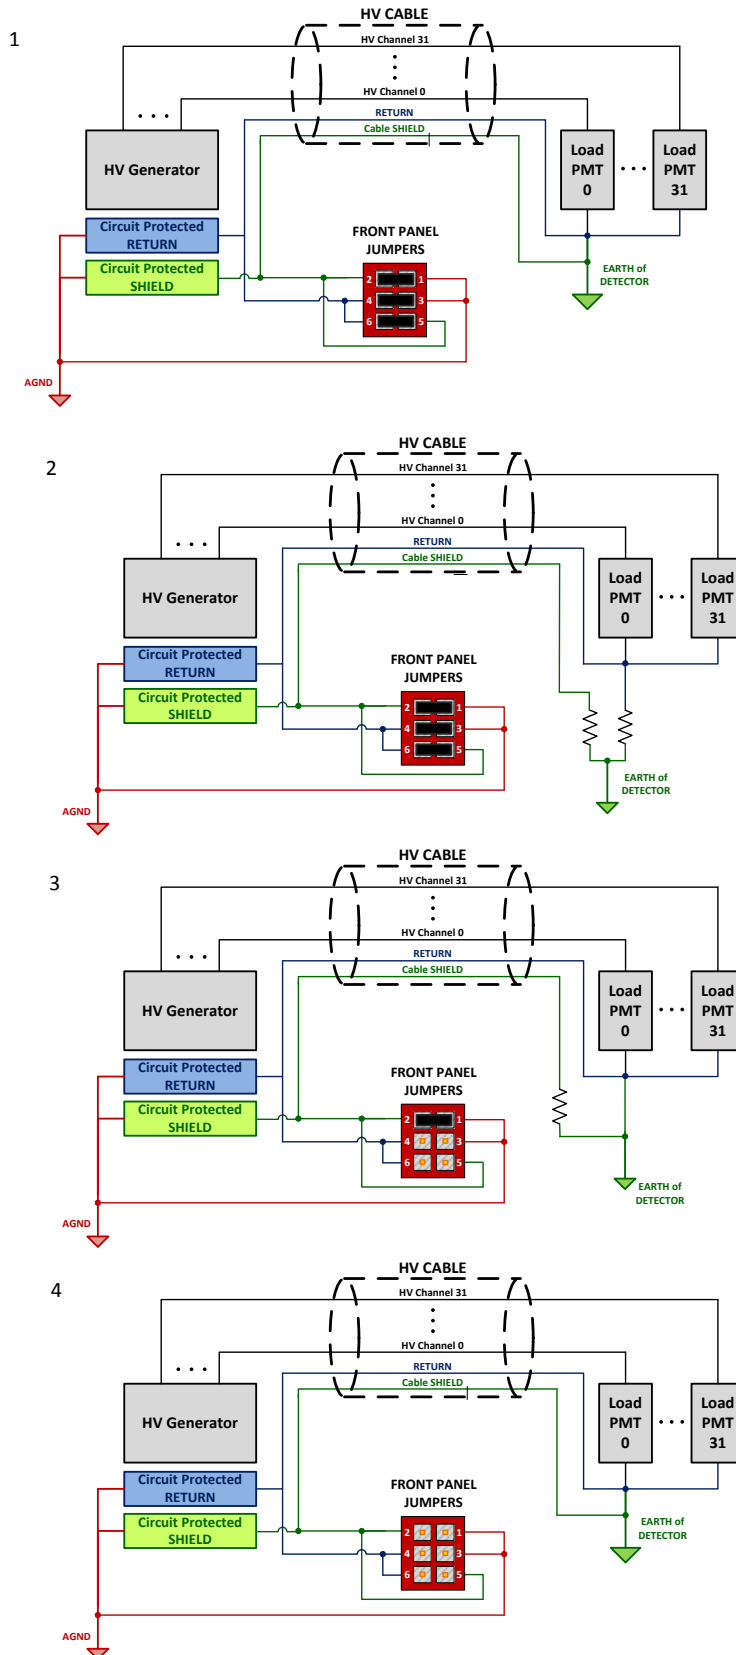 1
HV CABLE
HV Channel 31
HV Channel 0
RETURN
Cable SHIELD
HV Generator
Load
PMT
0
Load
PMT
31
Circuit Protected
RETURN
Circuit Protected
SHIELD
FRONT PANEL
JUMPERS
2 1
4 3
6 5
EARTH of
DETECTOR
AGND
2
HV CABLE
HV Channel 31
HV Channel 0
RETURN
Cable SHIELD
HV Generator
Load
PMT
0
Load
PMT
31
Circuit Protected
RETURN
Circuit Protected
SHIELD
FRONT PANEL
JUMPERS
2 1
4 3
6 5
EARTH of
DETECTOR
AGND
3
HV CABLE
HV Channel 31
HV Channel 0
RETURN
Cable SHIELD
HV Generator
Load
PMT
0
Load
PMT
31
Circuit Protected
RETURN
Circuit Protected
SHIELD
FRONT PANEL
JUMPERS
2 1
4 3
6 5
EARTH of
DETECTOR
AGND
4
HV CABLE
HV Channel 31
HV Channel 0
RETURN
Cable SHIELD
HV Generator
Load
PMT
0
Load
PMT
31
Circuit Protected
RETURN
Circuit Protected
SHIELD
FRONT PANEL
JUMPERS
2 1
4 3
6 5
EARTH of
DETECTOR
AGND